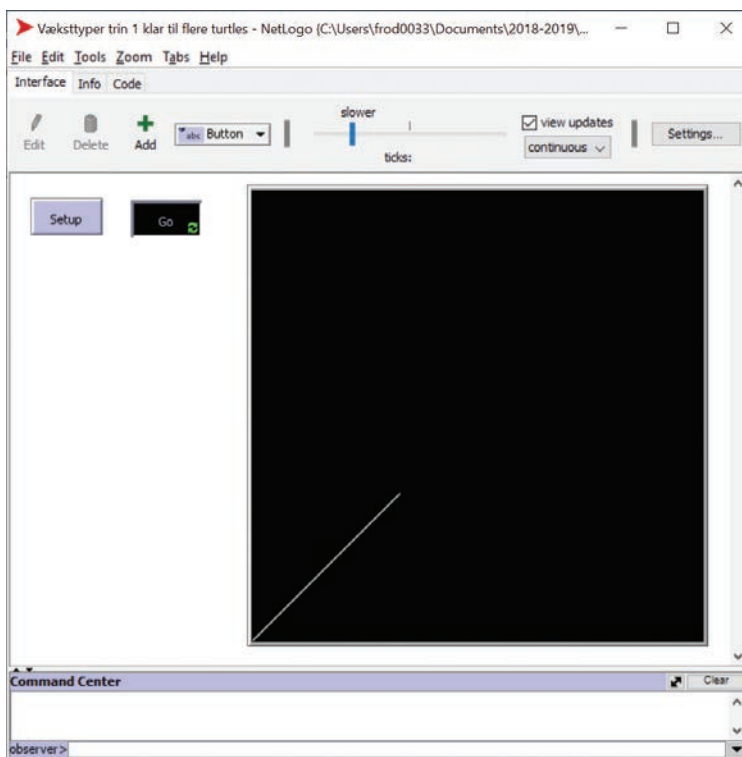 Væksttyper trin 1 klar til flere turtles - NetLogo {C:\Users\frod0033\Documents\2018-2019\...
File Edit Tools Zoom Tabs Help
Interface Info Code
slower
Edit Delete Add abc Button view updates continuous Settings...
ticks:
Setup Go
Command Center Clear
observer>